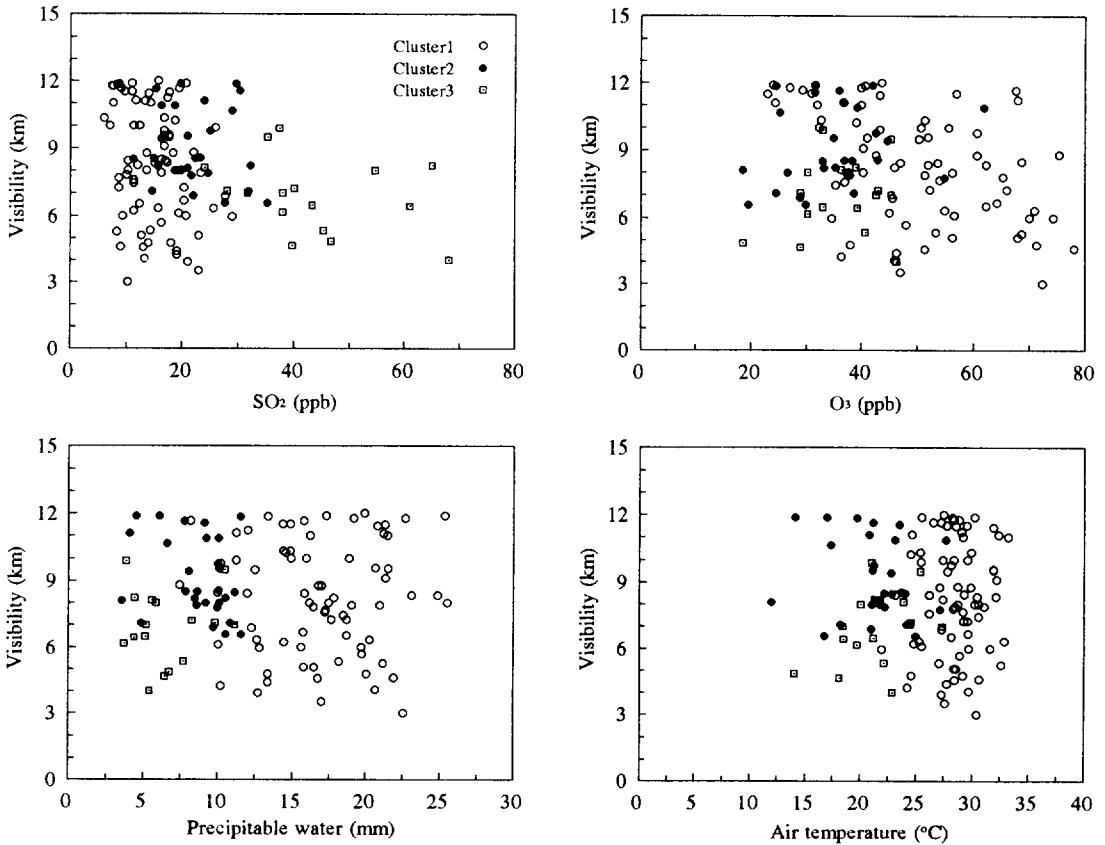 15
12
9
6
3
0
Visibility (km)
0 20 40 60 80
SO2 (ppb)
Cluster1
Cluster2
Cluster3
15
12
9
6
3
0
Visibility (km)
0 20 40 60 80
O3 (ppb)
15
12
9
6
3
0
Visibility (km)
0 5 10 15 20 25 30
Precipitable water (mm)
15
12
9
6
3
0
Visibility (km)
0 5 10 15 20 25 30 35 40
Air temperature (°C)